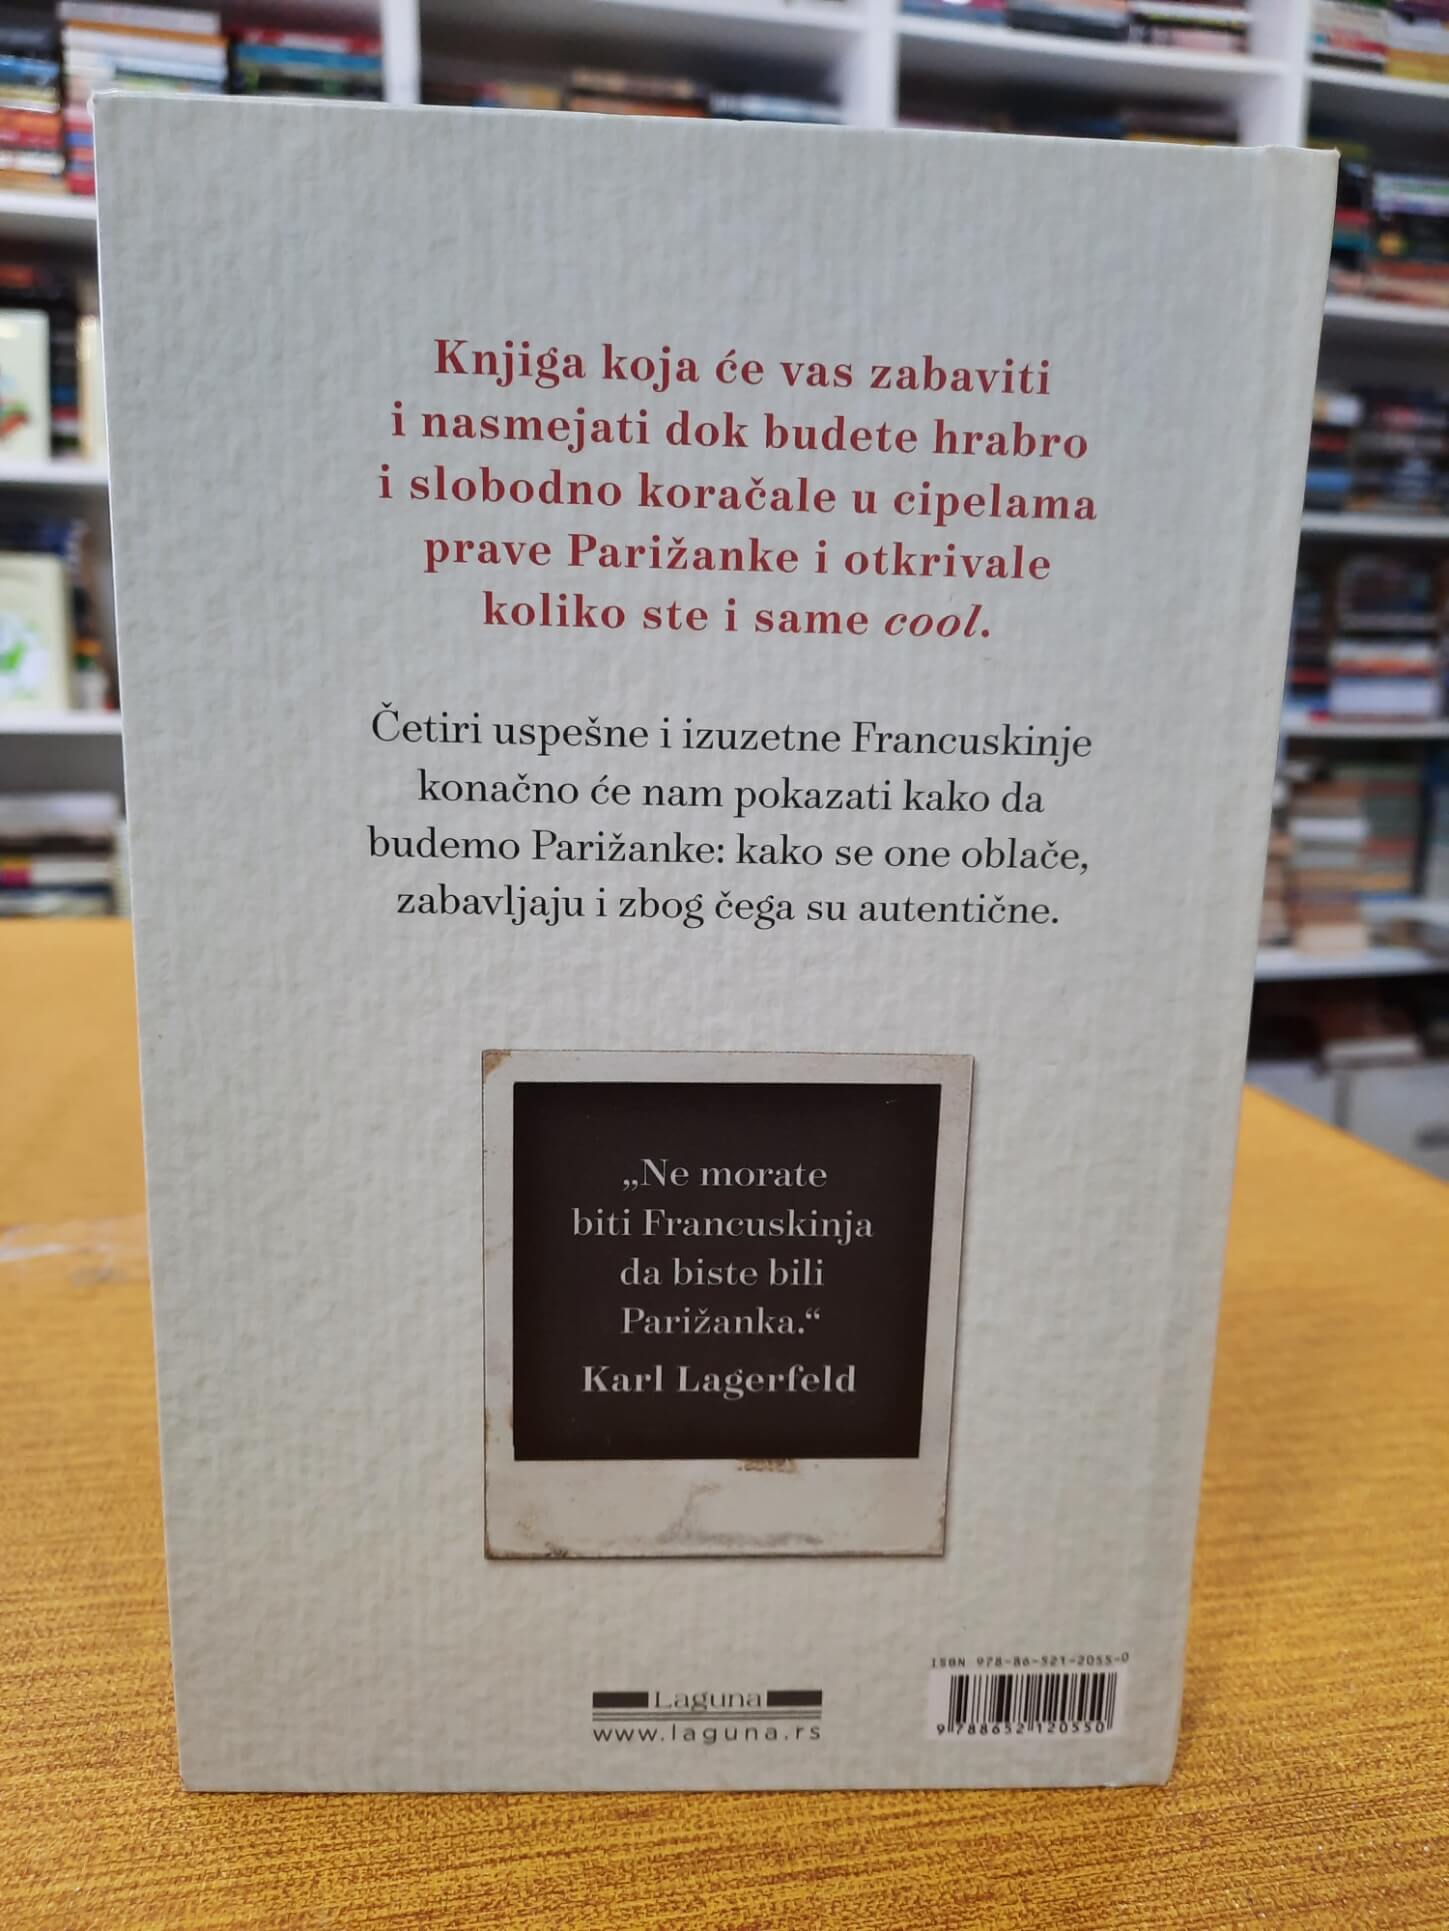 Knjiga koja će vas zabaviti
i nasmejati dok budete hrabro
i slobodno koračale u cipelama
prave Parižanke i otkrivale
koliko ste i same cool.
Četiri uspešne i izuzetne Francuskinje
konačno će nam pokazati kako da
budemo Parižanke: kako se one oblače,
zabavljaju i zbog čega su autentične.
„Ne morate
biti Francuskinja
da biste bili
Parižanka.“
Karl Lagerfeld
Laguna
www.laguna.rs
ISBN 978-86-521-2055-0
9 788652 120550